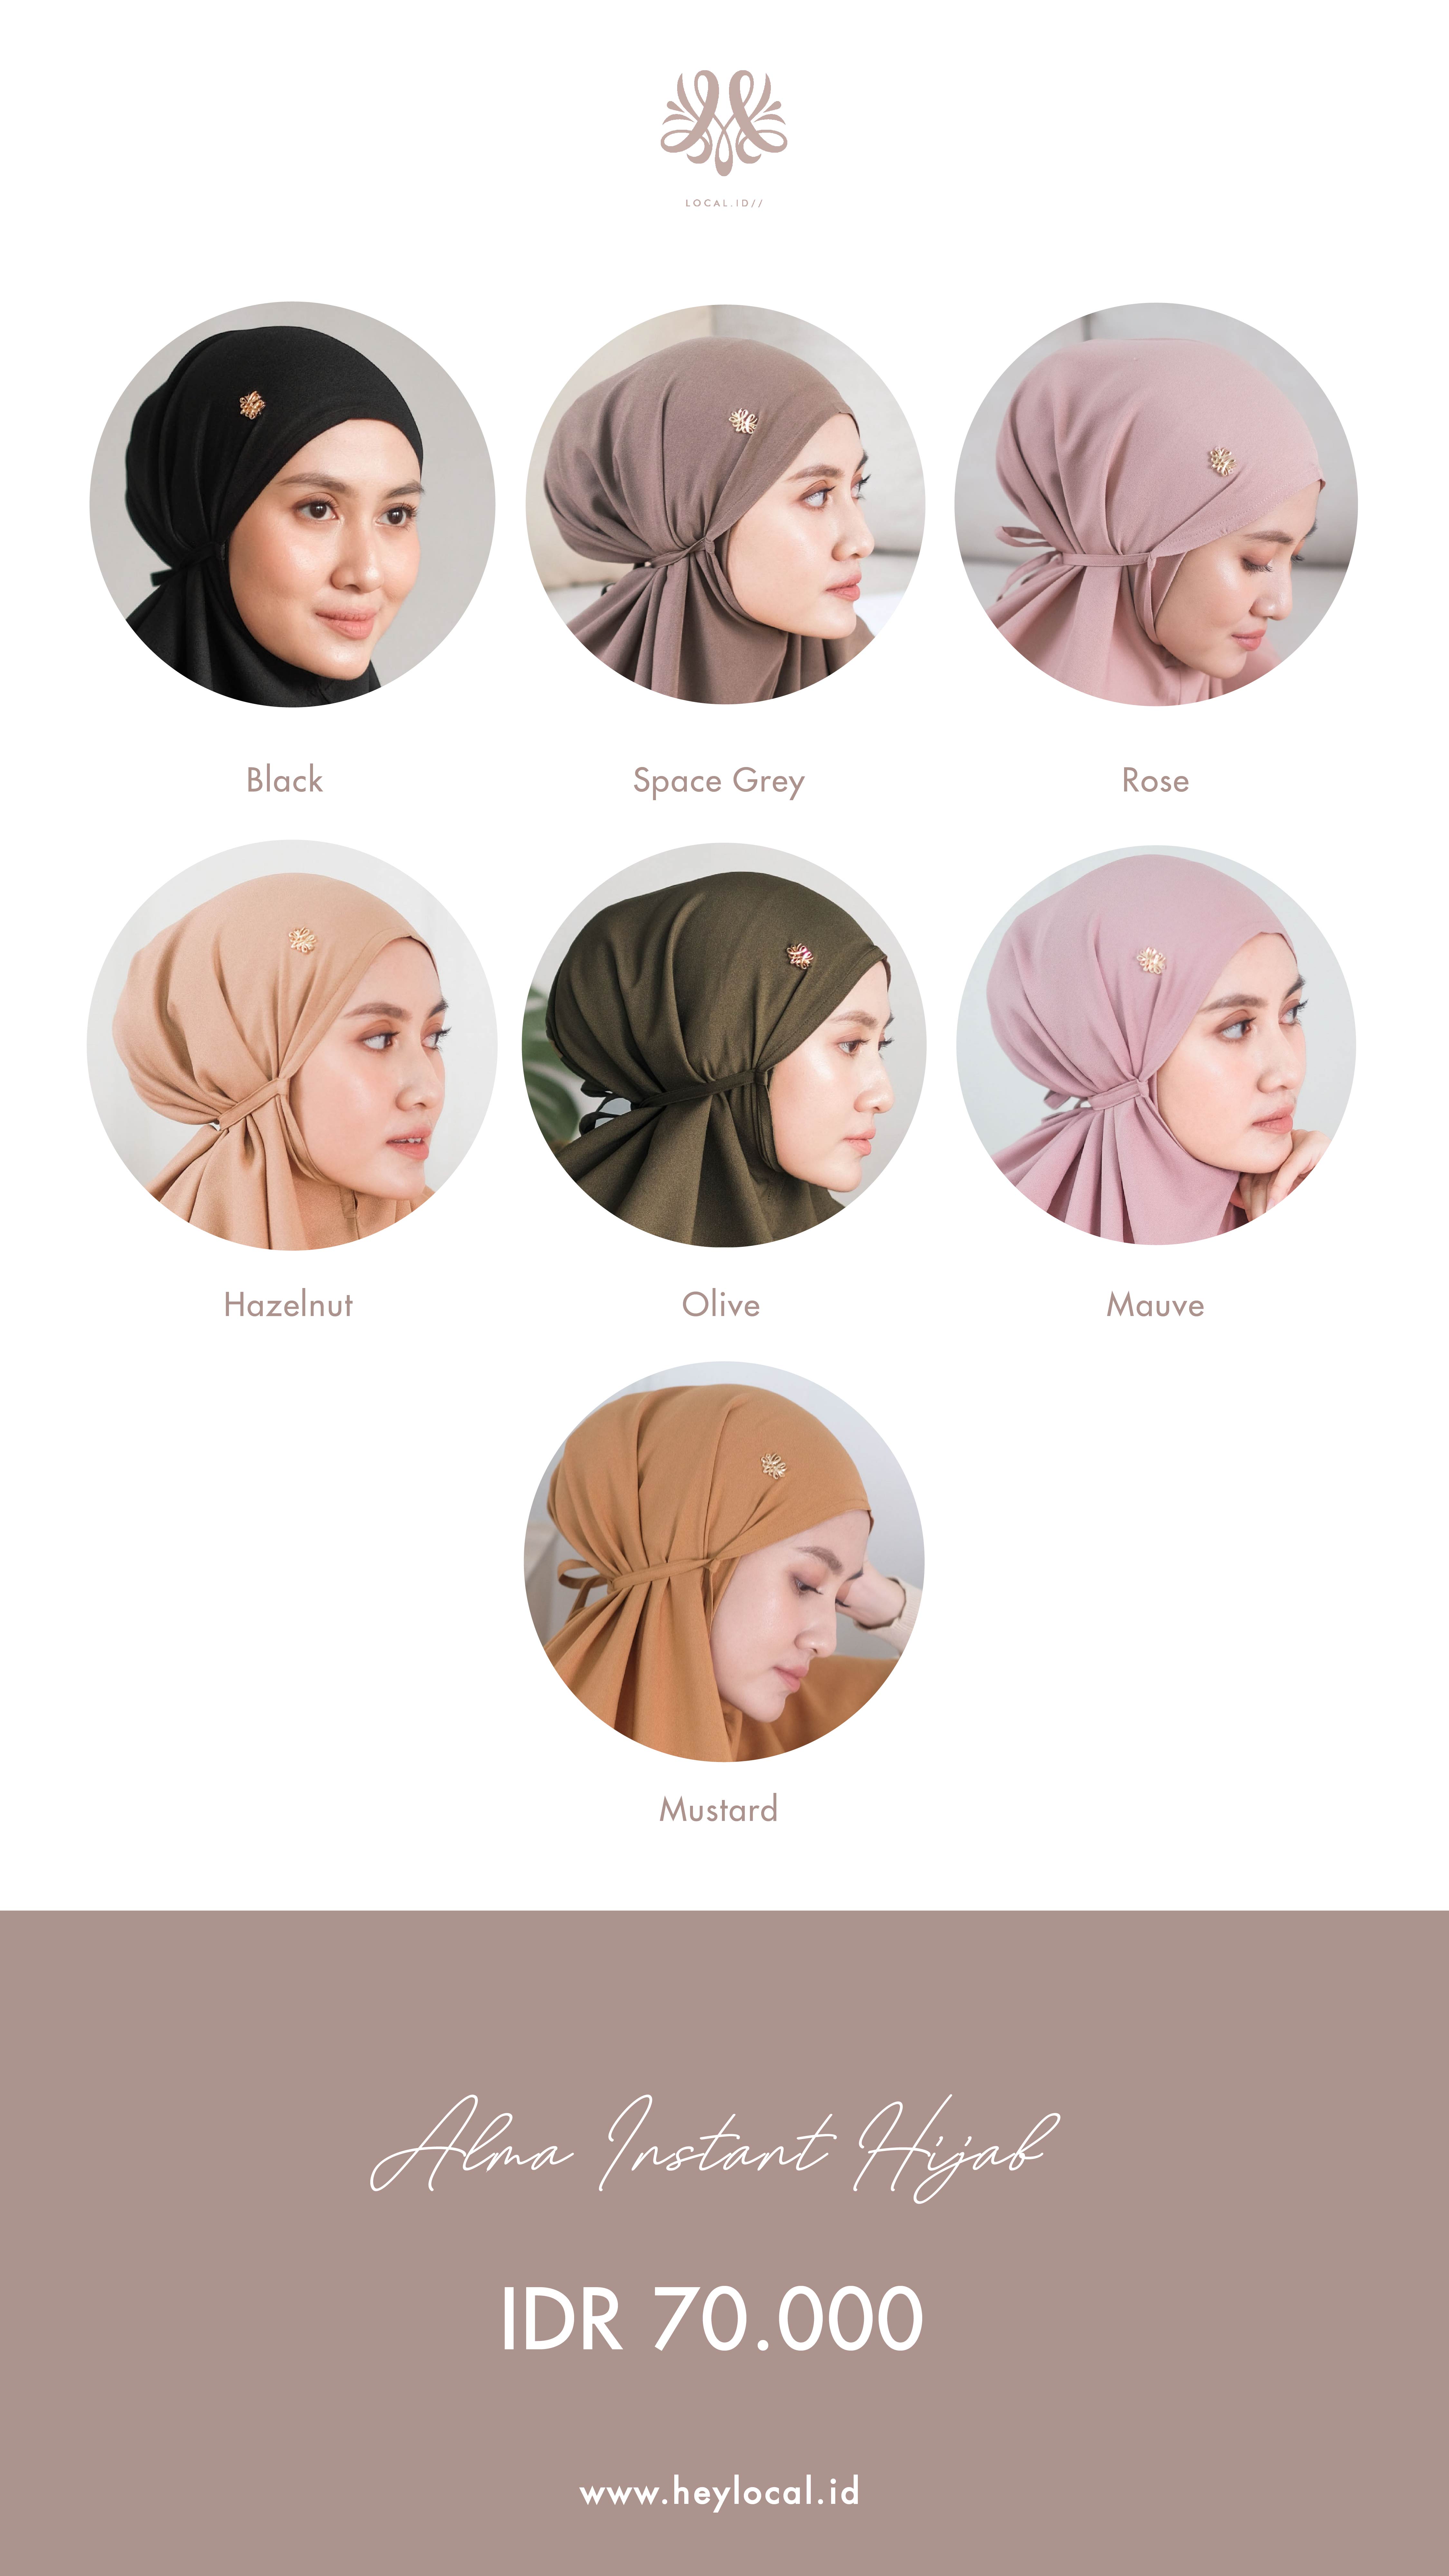 LOCAL.ID//
Black
Space Grey
Rose
Hazelnut
Olive
Mauve
Mustard
Alma Instant Hijab
IDR 70.000
www.heylocal.id